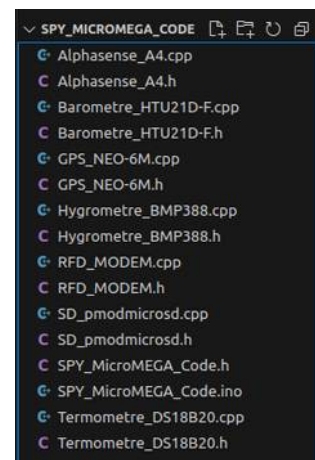 SPY_MICROMEGA_CODE
Alphasense_A4.cpp
C Alphasense_A4.h
Barometre_HTU21D-F.cpp
C Barometre_HTU21D-F.h
GPS_NEO-6M.cpp
C GPS_NEO-6M.h
Hygrometre_BMP388.cpp
C Hygrometre_BMP388.h
RFD_MODEM.cpp
C RFD_MODEM.h
SD_pmodmicrosd.cpp
C SD_pmodmicrosd.h
C SPY_MicroMEGA_Code.h
SPY_MicroMEGA_Code.ino
Termometre_DS18B20.cpp
C Termometre_DS18B20.h